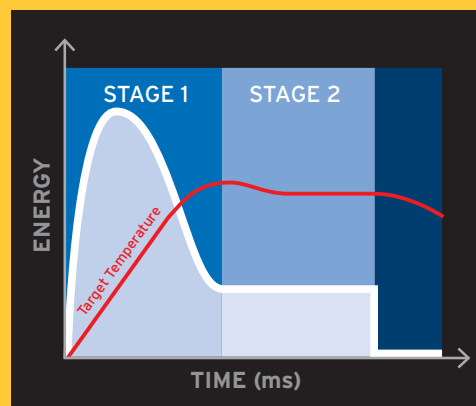 STAGE 1
STAGE 2
ENERGY
Target Temperature
TIME (ms)